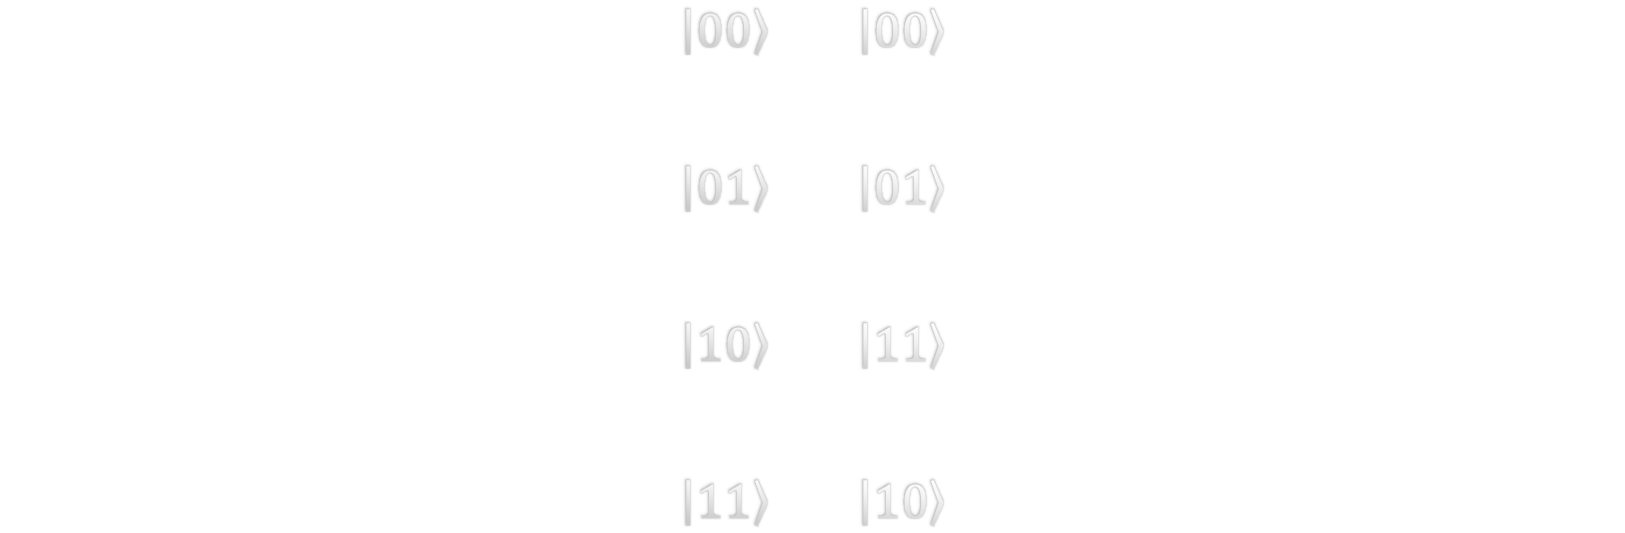 |00⟩ |00⟩
|01⟩ |01⟩
|10⟩ |11⟩
|11⟩ |10⟩